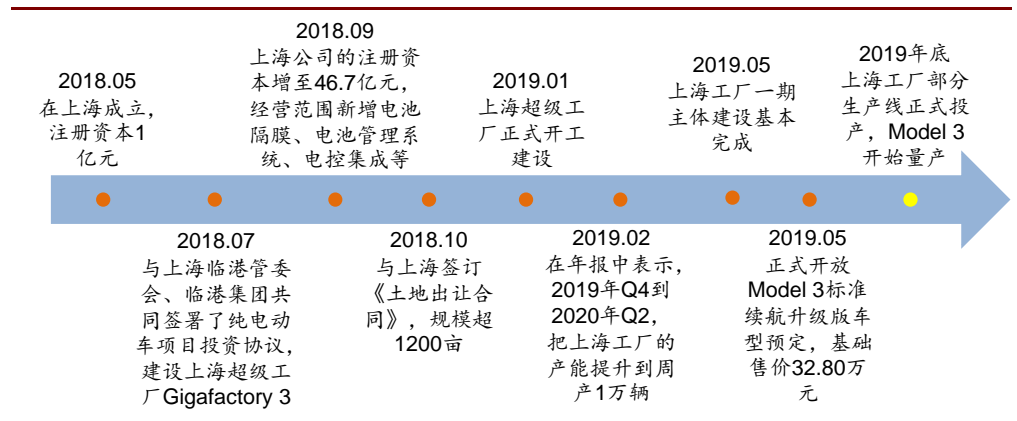 2018.05
在上海成立，
注册资本1
亿元
2018.07
与上海临港管委
会、临港集团共
同签署了纯电动
车项目投资协议，
建设上海超级工
厂Gigafactory 3
2018.09
上海公司的注册资
本增至46.7亿元，
经营范围新增电池
隔膜、电池管理系
统、电控集成等
2018.10
与上海签订
《土地出让合
同》，规模超
1200亩
2019.01
上海超级工
厂正式开工
建设
2019.02
在年报中表示，
2019年Q4到
2020年Q2，
把上海工厂的
产能提升到周
产1万辆
2019.05
上海工厂一期
主体建设基本
完成
2019.05
正式开放
Model 3标准
续航升级版车
型预定，基础
售价32.80万
元
2019年底
上海工厂部分
生产线正式投
产，Model 3
开始量产